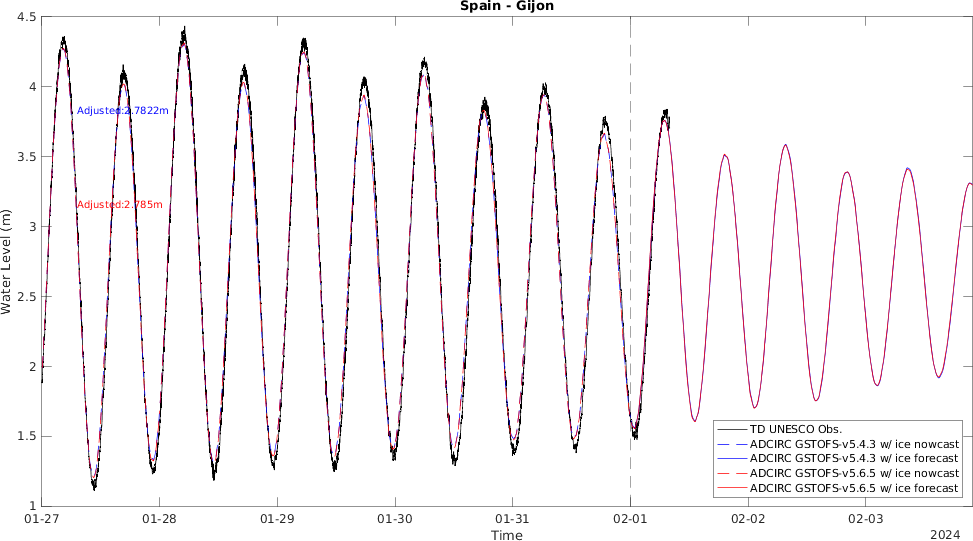 Spain - Gijon
4.5
4
3.5
3
2.5
2
1.5
1
Water Level (m)
Adjusted:2.7822m
Adjusted:2.785m
TD UNESCO Obs.
ADCIRC GSTOFS-v5.4.3 w/ ice nowcast
ADCIRC GSTOFS-v5.4.3 w/ ice forecast
ADCIRC GSTOFS-v5.6.5 w/ ice nowcast
ADCIRC GSTOFS-v5.6.5 w/ ice forecast
01-27 01-28 01-29 01-30 01-31 02-01 02-02 02-03
Time
2024